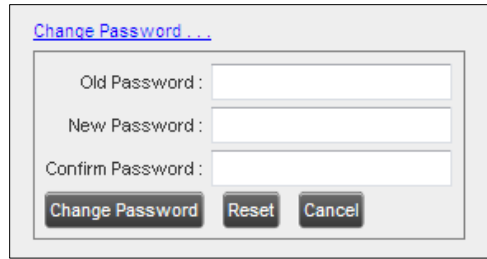 Change Password . . .
Old Password :
New Password :
Confirm Password :
Change Password Reset Cancel